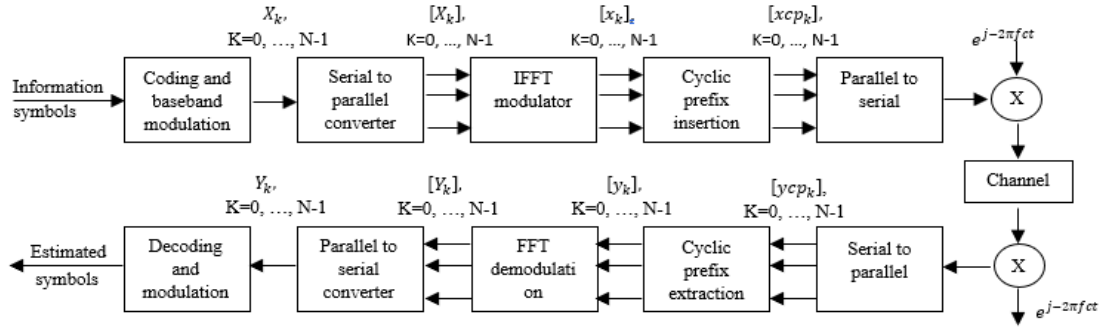 X_k,
K=0, …, N-1
[X_k],
K=0, ..., N-1
[x_k]e
K=0, …, N-1
[xcp_k],
K=0, …, N-1
e^{j-2πfct}
Information
symbols
Coding and
baseband
modulation
Serial to
parallel
converter
IFFT
modulator
Cyclic
prefix
insertion
Parallel to
serial
X
Channel
Y_k,
K=0, …, N-1
[Y_k],
K=0, …, N-1
[y_k],
K=0, …, N-1
[ycp_k],
K=0, …, N-1
Estimated
symbols
Decoding
and
modulation
Parallel to
serial
converter
FFT
demodulati
on
Cyclic
prefix
extraction
Serial to
parallel
X
e^{j-2πfct}